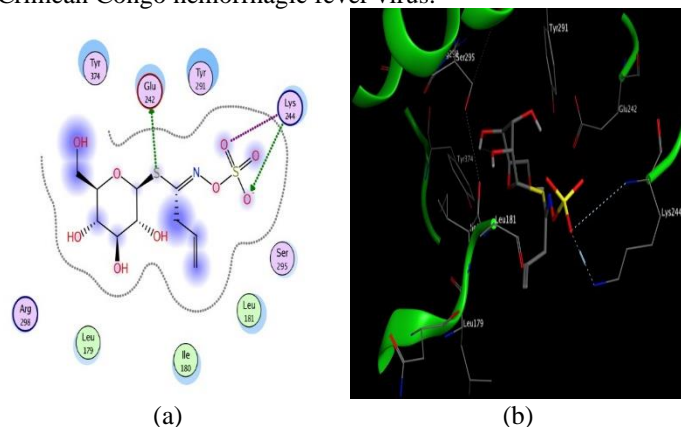 Crimean Congo hemorrhagic fever virus.
Tyr
374
Glu
242
Tyr
291
Lys
244
OH
O
S
N
O
O
S
O
O
HO
OH
OH
Ser
295
Arg
298
Leu
179
Ile
180
Leu
181
Tyr291
Ser295
Glu242
Tyr374
Leu181
Lys244
Leu179
(a) (b)